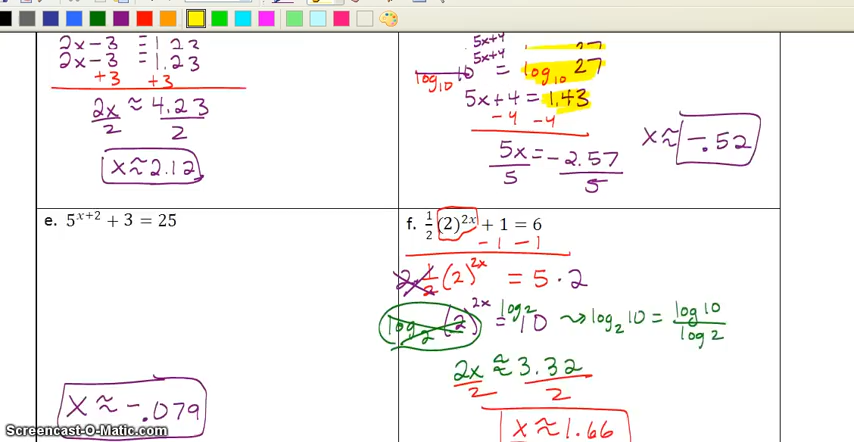 2x-3 = 1.23
2x-3 = 1.23
+3 +3
2x ≈ 4.23
2 2
x ≈ 2.12
5x+4
5x+4 27
log₁₀ 10 = log₁₀ 27
5x+4 = 1.43
-4 -4
5x = -2.57
5 5
x ≈ -.52
e. 5^{x+2} + 3 = 25
x ≈ -.079
f. 1/2 (2)^{2x} + 1 = 6
-1 -1
2 · 1/2 (2)^{2x} = 5 · 2
log₂ (2)^{2x} = log₂ 10 → log₂ 10 = log 10 / log 2
2x ≈ 3.32
2 2
x ≈ 1.66
Screencast-O-Matic.com